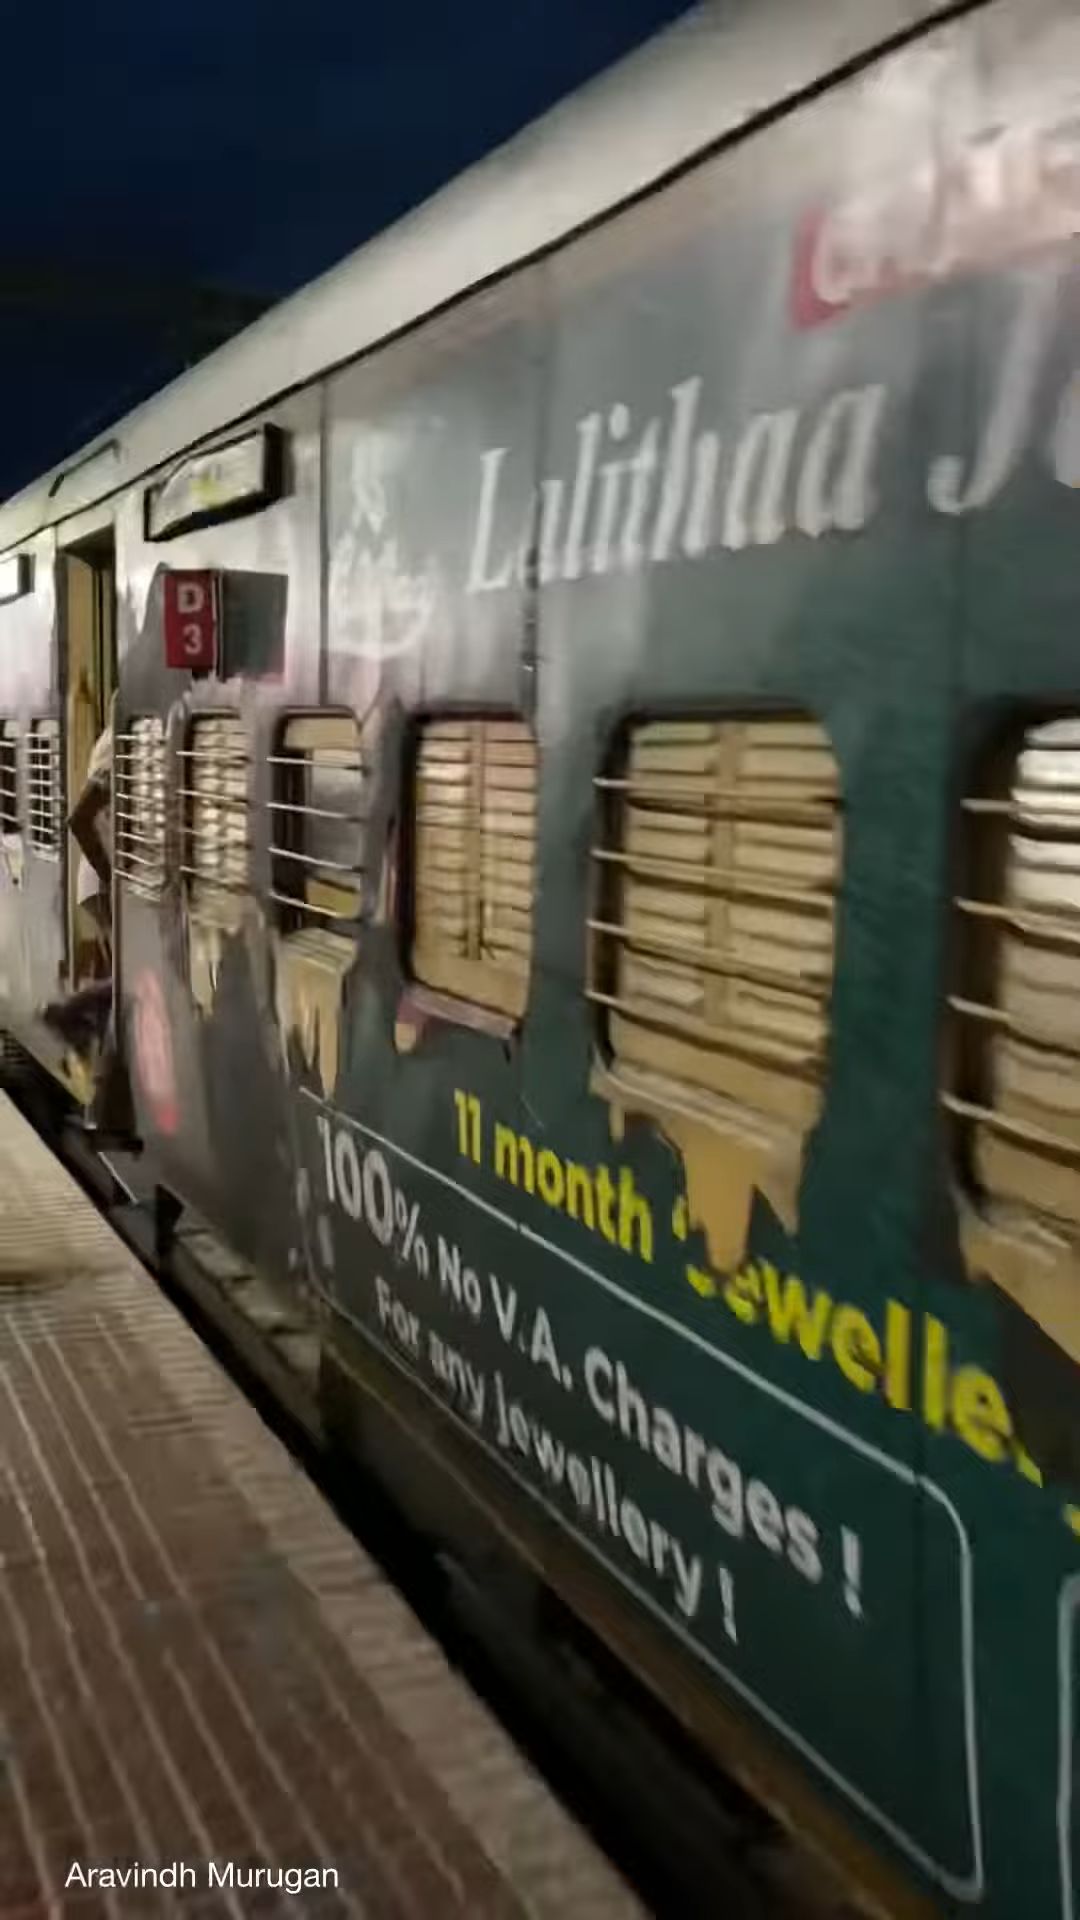 Lalithaa
D
3
11 month
100% No V.A. Charges !
For any jewellery !
Aravindh Murugan